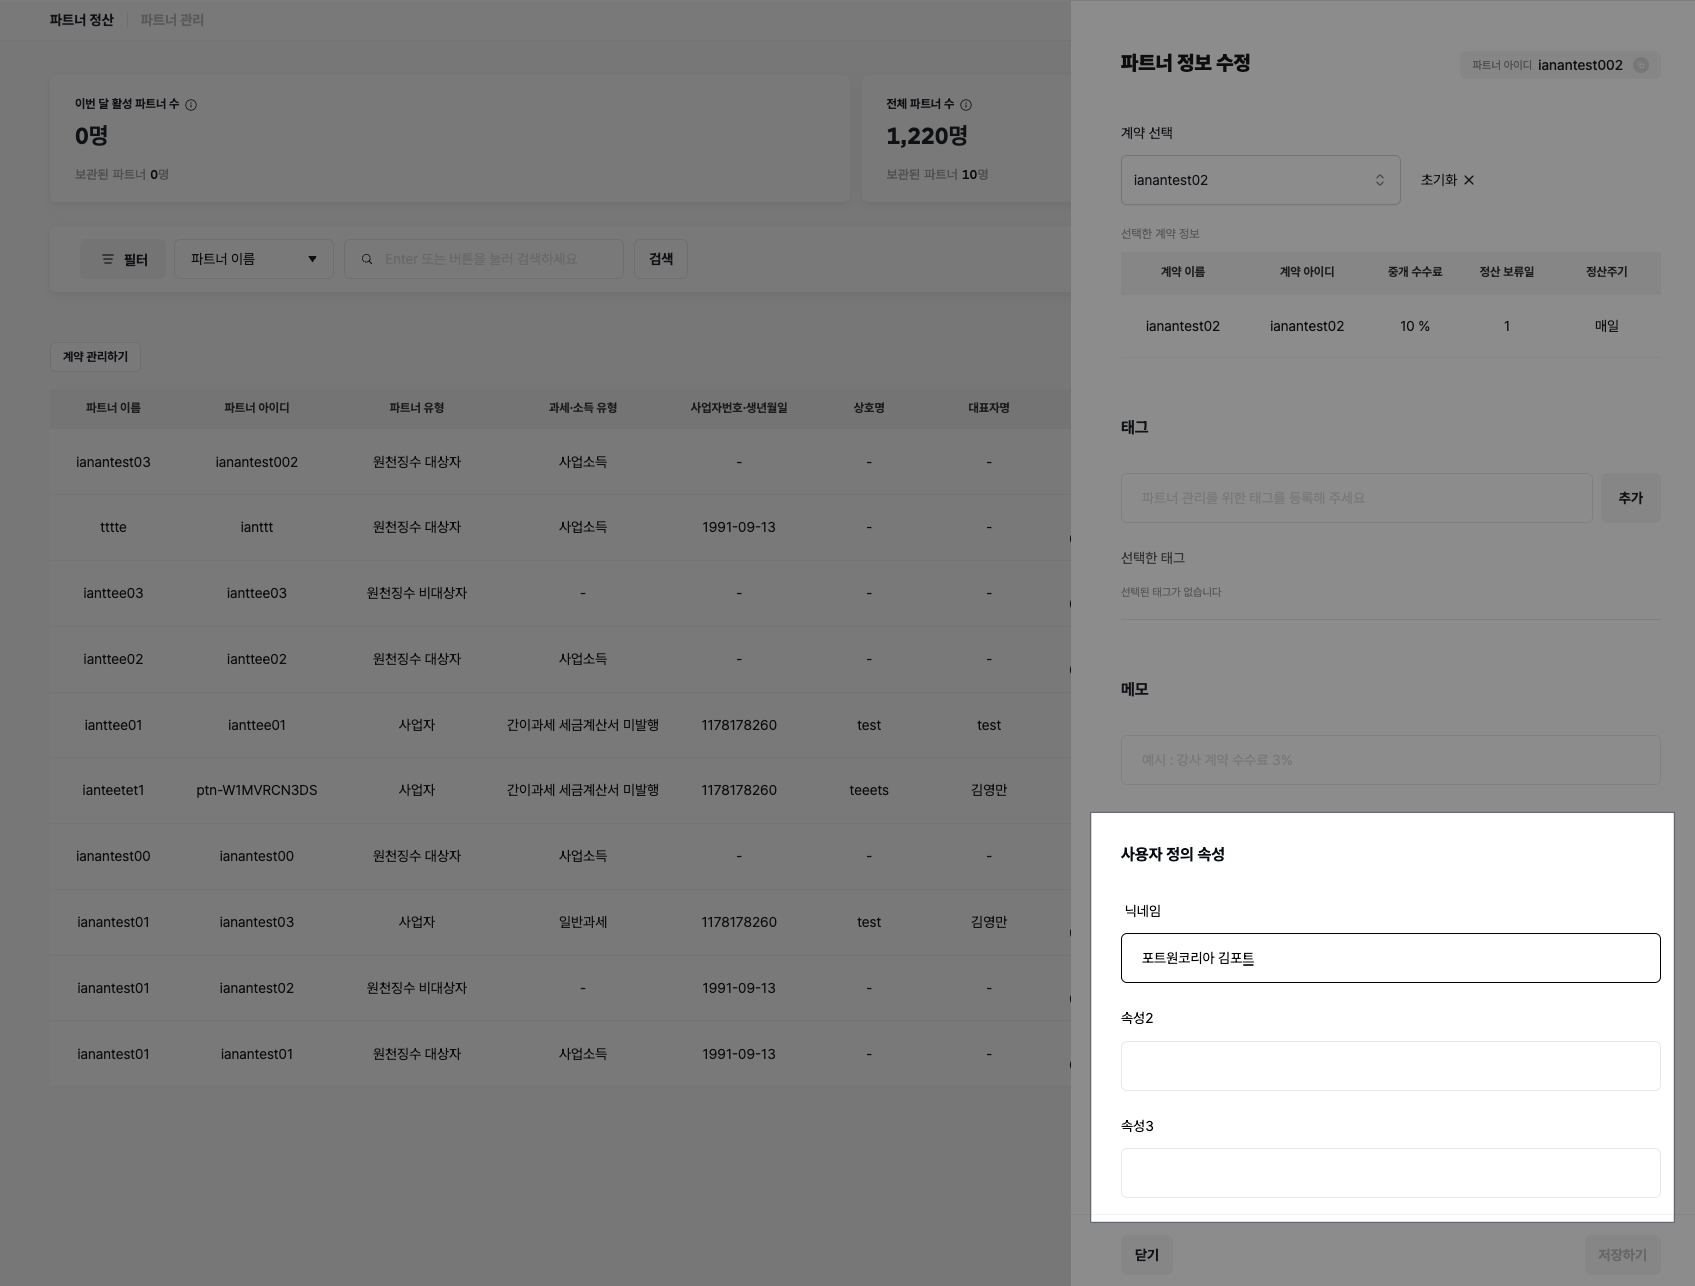 파트너 정산 파트너 관리
이번 달 활성 파트너 수
0명
보관된 파트너 0명
전체 파트너 수
1,220명
보관된 파트너 10명
필터 파트너 이름 Enter 또는 버튼을 눌러 검색하세요 검색
계약 관리하기
파트너 이름 파트너 아이디 파트너 유형 과세·소득 유형 사업자번호·생년월일 상호명 대표자명
ianantest03 ianantest002 원천징수 대상자 사업소득 - - -
tttte ianttt 원천징수 대상자 사업소득 1991-09-13 - -
ianttee03 ianttee03 원천징수 비대상자 - - - -
ianttee02 ianttee02 원천징수 대상자 사업소득 - - -
ianttee01 ianttee01 사업자 간이과세 세금계산서 미발행 1178178260 test test
ianteetet1 ptn-W1MVRCN3DS 사업자 간이과세 세금계산서 미발행 1178178260 teeets 김영만
ianantest00 ianantest00 원천징수 대상자 사업소득 - - -
ianantest01 ianantest03 사업자 일반과세 1178178260 test 김영만
ianantest01 ianantest02 원천징수 비대상자 - 1991-09-13 - -
ianantest01 ianantest01 원천징수 대상자 사업소득 1991-09-13 - -
파트너 정보 수정
파트너 아이디 ianantest002
계약 선택
ianantest02 초기화
선택한 계약 정보
계약 이름 계약 아이디 중개 수수료 정산 보류일 정산주기
ianantest02 ianantest02 10 % 1 매일
태그
파트너 관리를 위한 태그를 등록해 주세요 추가
선택한 태그
선택된 태그가 없습니다
메모
예시 : 강사 계약 수수료 3%
사용자 정의 속성
닉네임
포트원코리아 김포트
속성2
속성3
닫기 저장하기